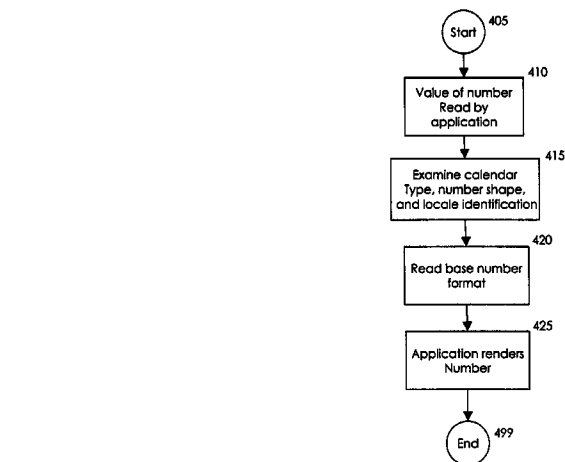 Start
405
410
Value of number
Read by
application
415
Examine calendar
Type, number shape,
and locale identification
420
Read base number
format
425
Application renders
Number
End
499